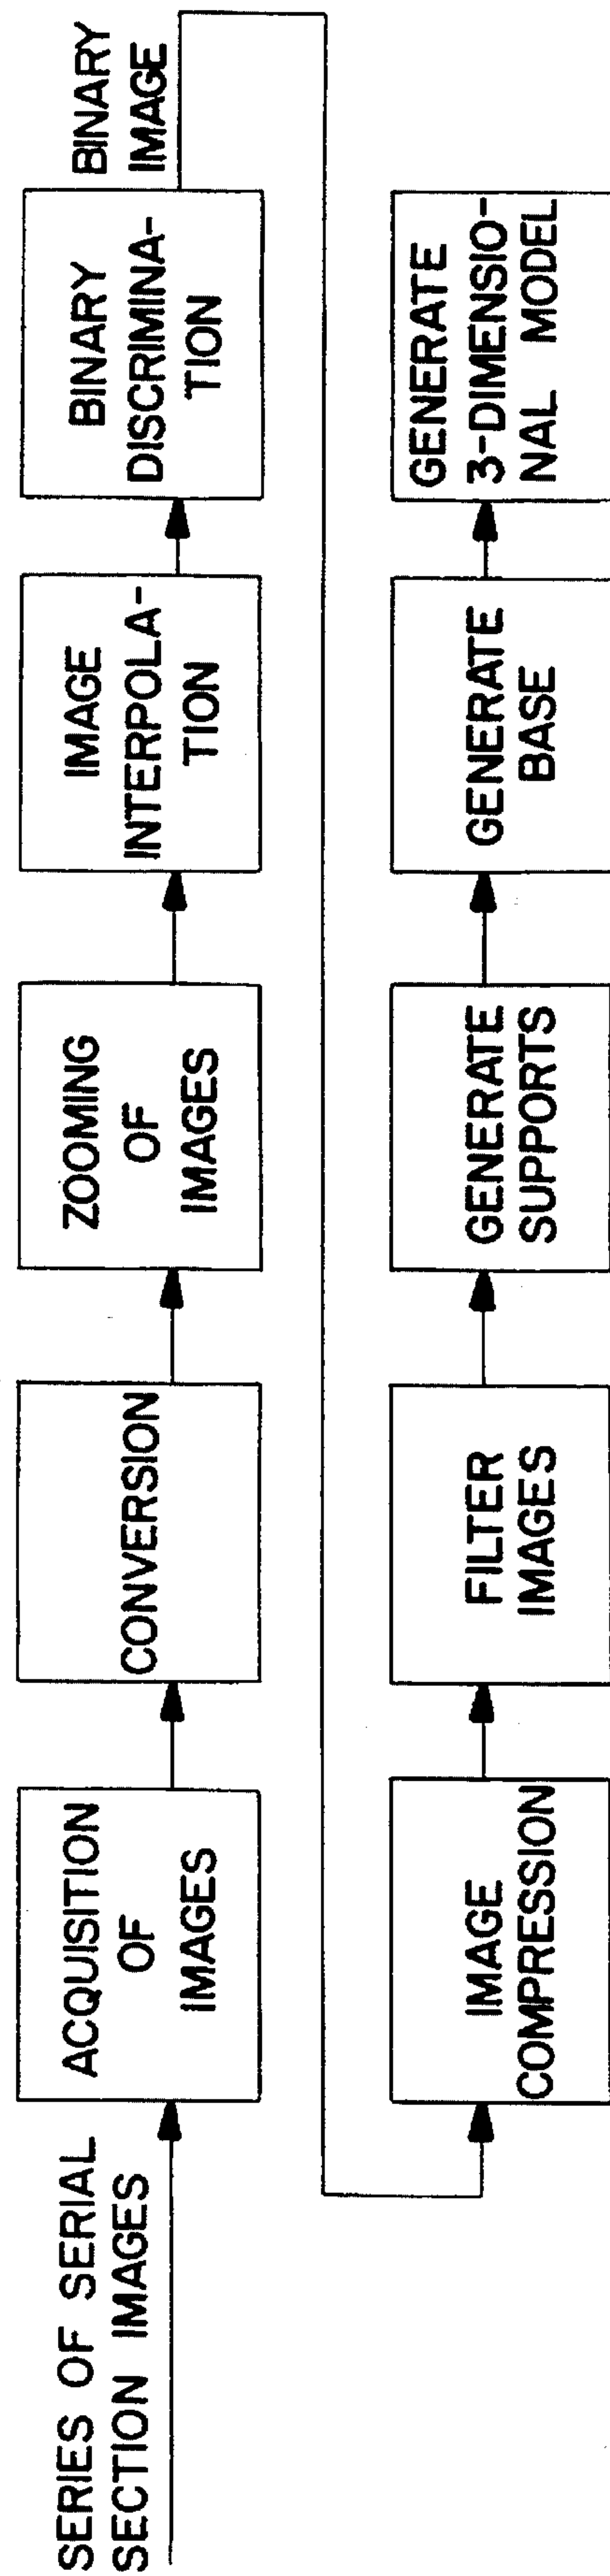 SERIES OF SERIAL
SECTION IMAGES
ACQUISITION
OF
IMAGES
CONVERSION
ZOOMING
OF
IMAGES
IMAGE
INTERPOLA-
TION
BINARY
DISCRIMINA-
TION
BINARY
IMAGE
IMAGE
COMPRESSION
FILTER
IMAGES
GENERATE
SUPPORTS
GENERATE
BASE
GENERATE
3-DIMENSIO-
NAL MODEL